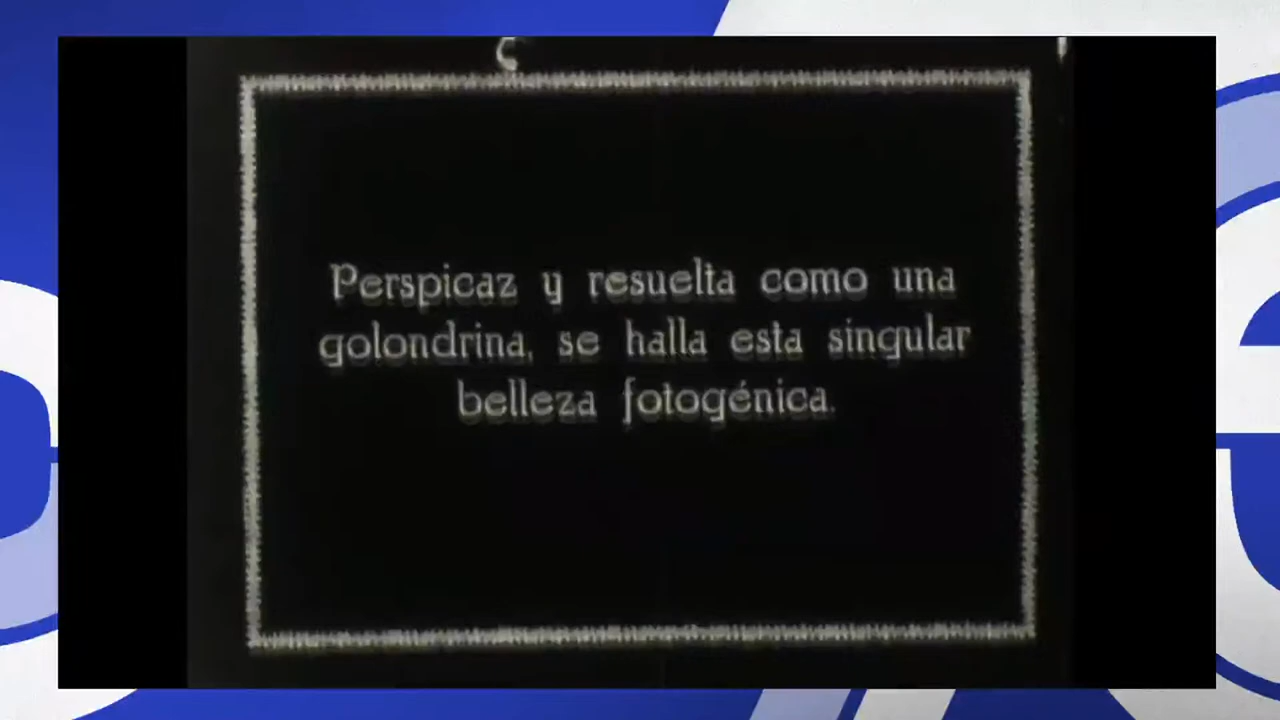 Perspicaz y resuelta como una
golondrina, se halla esta singular
belleza fotogénica.